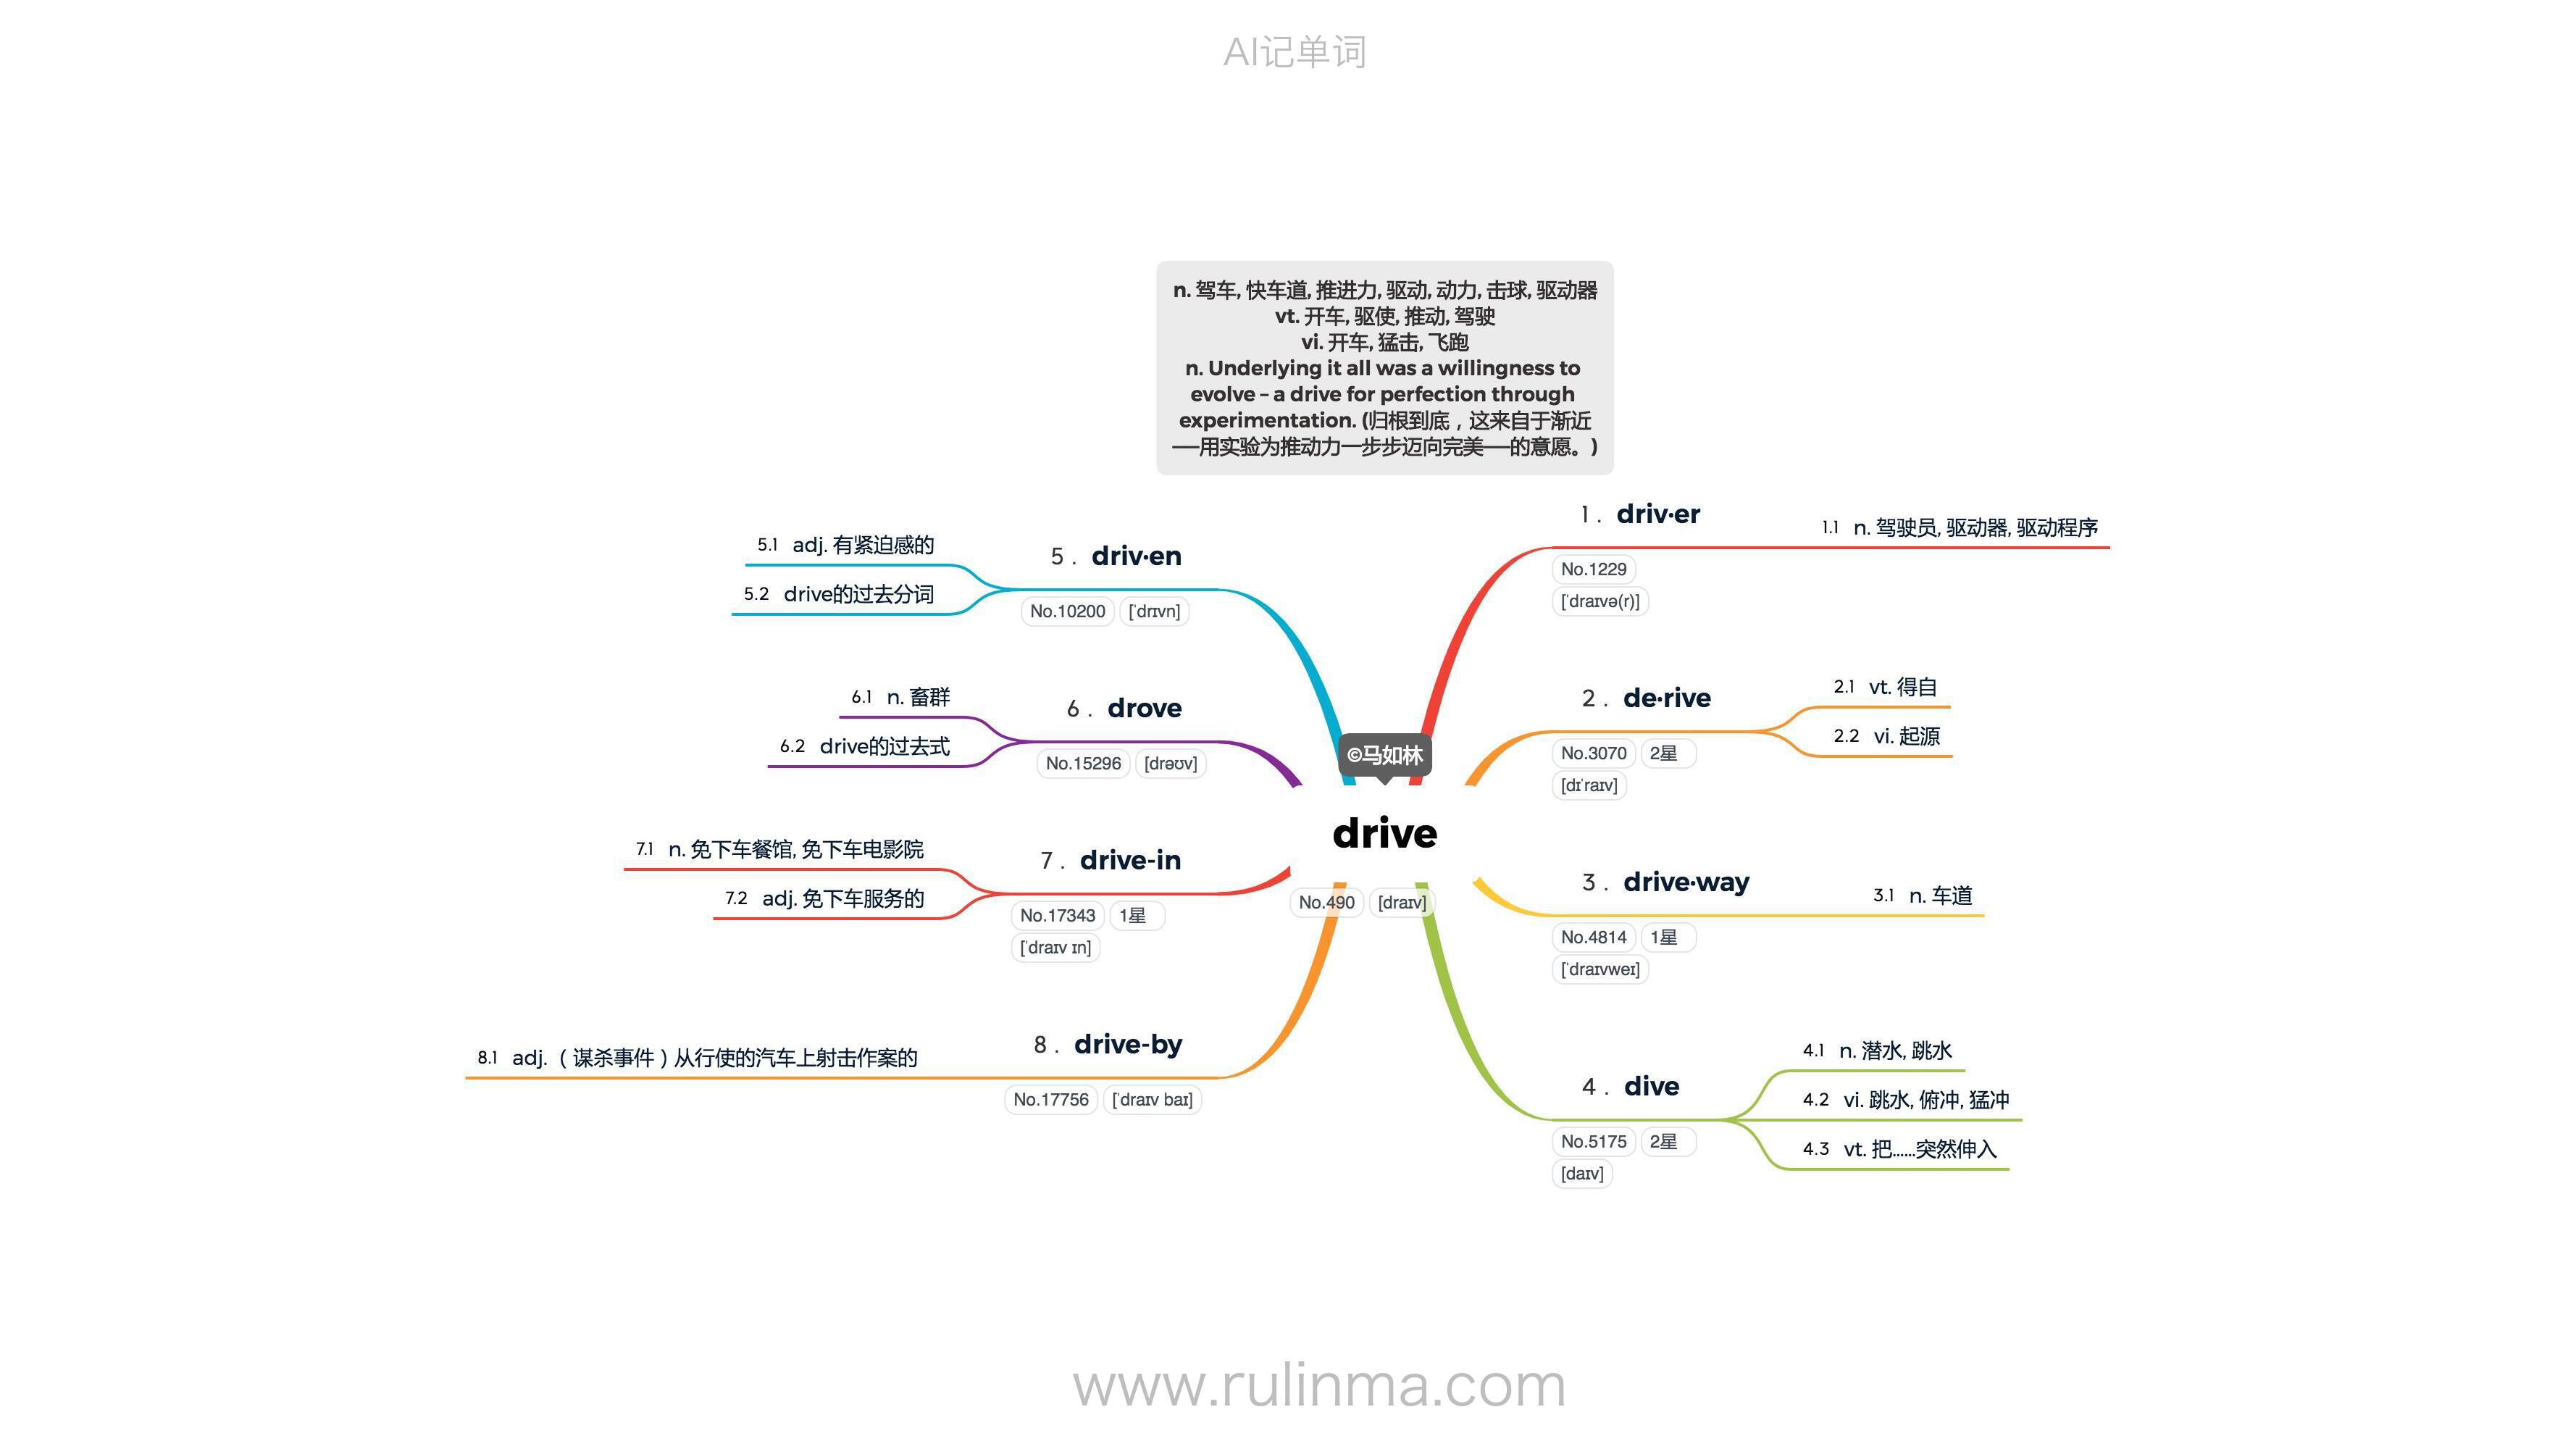 AI记单词
n. 驾车, 快车道, 推进力, 驱动, 动力, 击球, 驱动器
vt. 开车, 驱使, 推动, 驾驶
vi. 开车, 猛击, 飞跑
n. Underlying it all was a willingness to
evolve – a drive for perfection through
experimentation. (归根到底，这来自于渐近
──用实验为推动力一步步迈向完美──的意愿。)
©马如林
drive
No.490 [draɪv]
1 . driv·er
No.1229
[ˈdraɪvə(r)]
1.1 n. 驾驶员, 驱动器, 驱动程序
2 . de·rive
No.3070 2星
[dɪˈraɪv]
2.1 vt. 得自
2.2 vi. 起源
3 . drive·way
No.4814 1星
[ˈdraɪvweɪ]
3.1 n. 车道
4 . dive
No.5175 2星
[daɪv]
4.1 n. 潜水, 跳水
4.2 vi. 跳水, 俯冲, 猛冲
4.3 vt. 把......突然伸入
5 . driv·en
No.10200 [ˈdrɪvn]
5.1 adj. 有紧迫感的
5.2 drive的过去分词
6 . drove
No.15296 [drəʊv]
6.1 n. 畜群
6.2 drive的过去式
7 . drive-in
No.17343 1星
[ˈdraɪv ɪn]
7.1 n. 免下车餐馆, 免下车电影院
7.2 adj. 免下车服务的
8 . drive-by
No.17756 [ˈdraɪv baɪ]
8.1 adj.（谋杀事件）从行使的汽车上射击作案的
www.rulinma.com